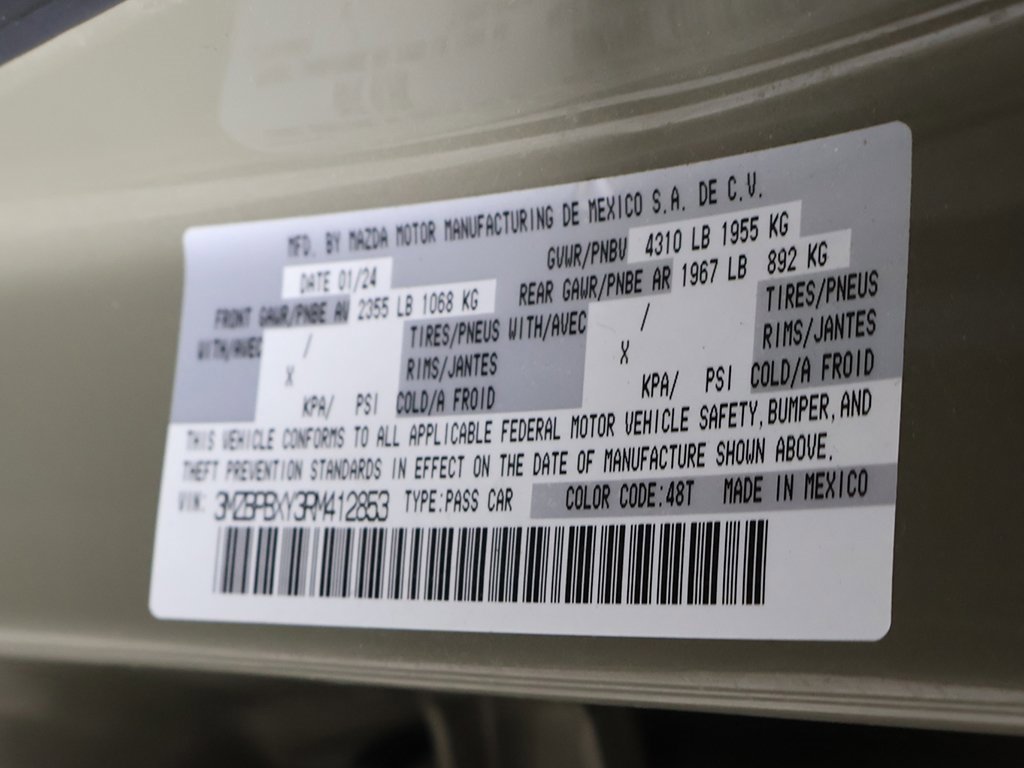 MFD. BY MAZDA MOTOR MANUFACTURING DE MEXICO S.A. DE C.V.
DATE 01/24 GVWR/PNBV 4310 LB 1955 KG
FRONT GAWR/PNBE AV 2355 LB 1068 KG REAR GAWR/PNBE AR 1967 LB 892 KG
WITH/AVEC / TIRES/PNEUS WITH/AVEC / TIRES/PNEUS
X RIMS/JANTES X RIMS/JANTES
KPA/ PSI COLD/A FROID KPA/ PSI COLD/A FROID
THIS VEHICLE CONFORMS TO ALL APPLICABLE FEDERAL MOTOR VEHICLE SAFETY, BUMPER, AND
THEFT PREVENTION STANDARDS IN EFFECT ON THE DATE OF MANUFACTURE SHOWN ABOVE.
VIN: 3MZBPBXY3RM412853 TYPE:PASS CAR COLOR CODE:48T MADE IN MEXICO